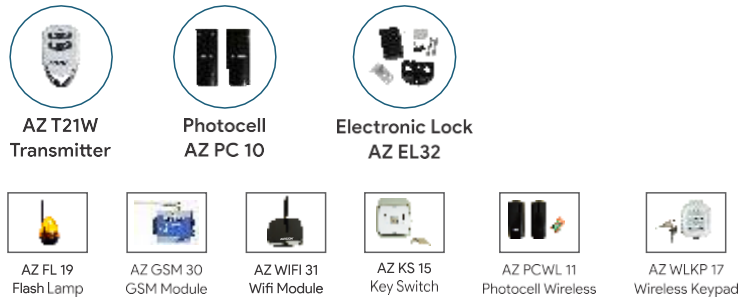 AZ T21W
Transmitter
Photocell
AZ PC 10
Electronic Lock
AZ EL32
AZ FL 19
Flash Lamp
AZ GSM 30
GSM Module
AZ WIFI 31
Wifi Module
AZ KS 15
Key Switch
AZ PCWL 11
Photocell Wireless
AZ WLKP 17
Wireless Keypad